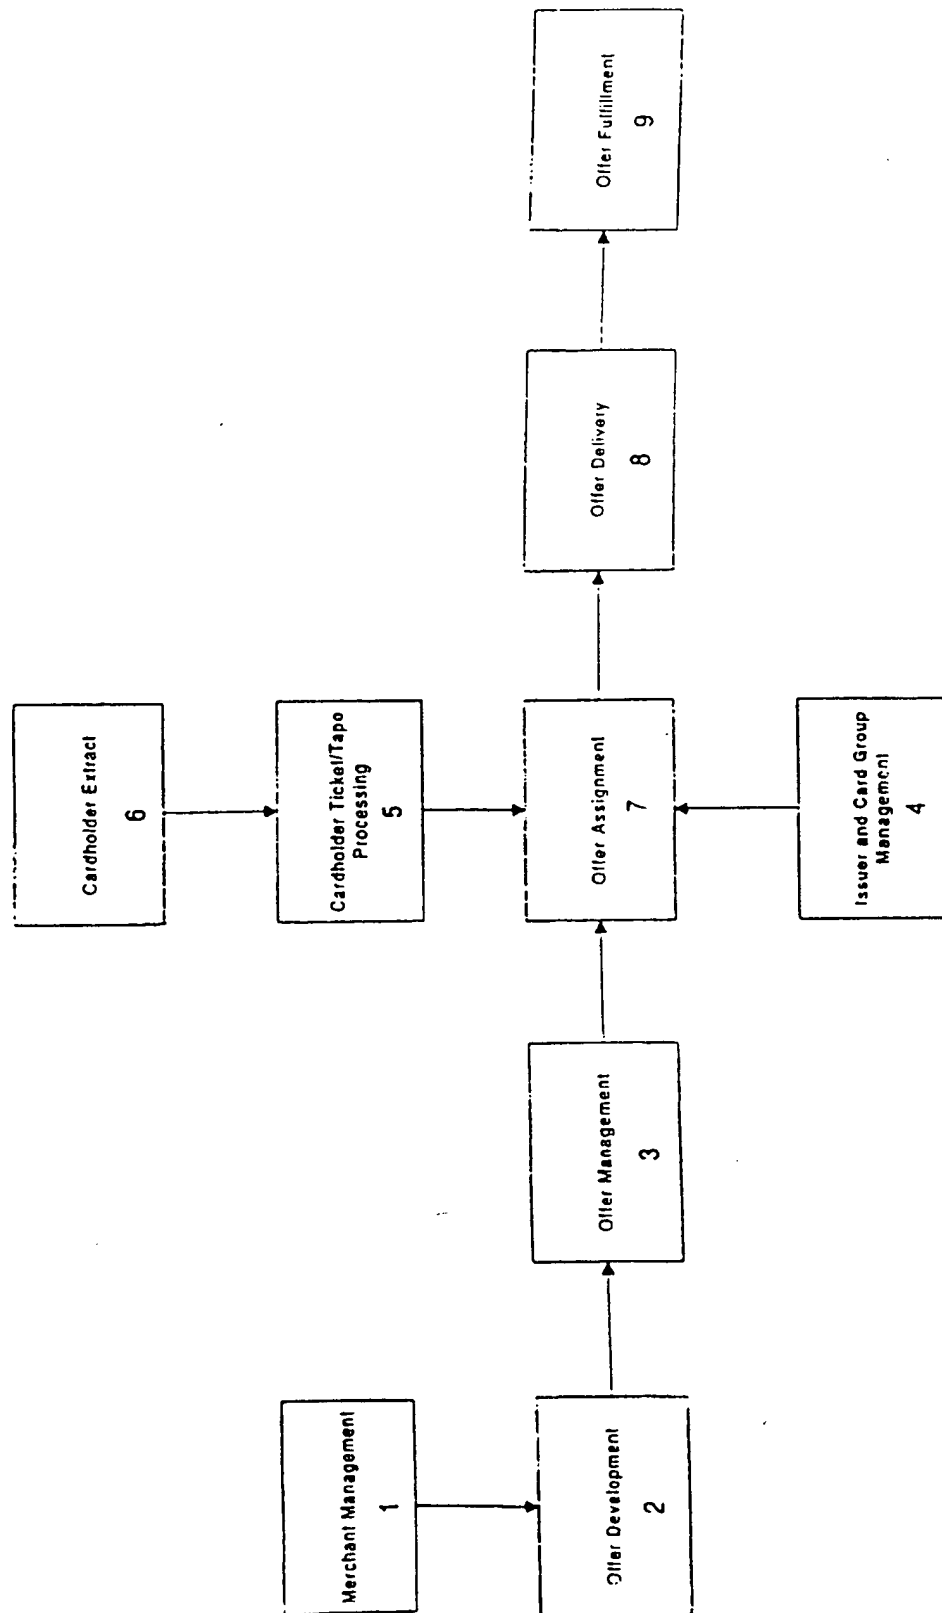 Merchant Management
1
Offer Development
2
Offer Management
3
Cardholder Extract
6
Cardholder Ticket/Tapo
Processing
5
Offer Assignment
7
Issuer and Card Group
Management
4
Offer Delivery
8
Offer Fulfillment
9